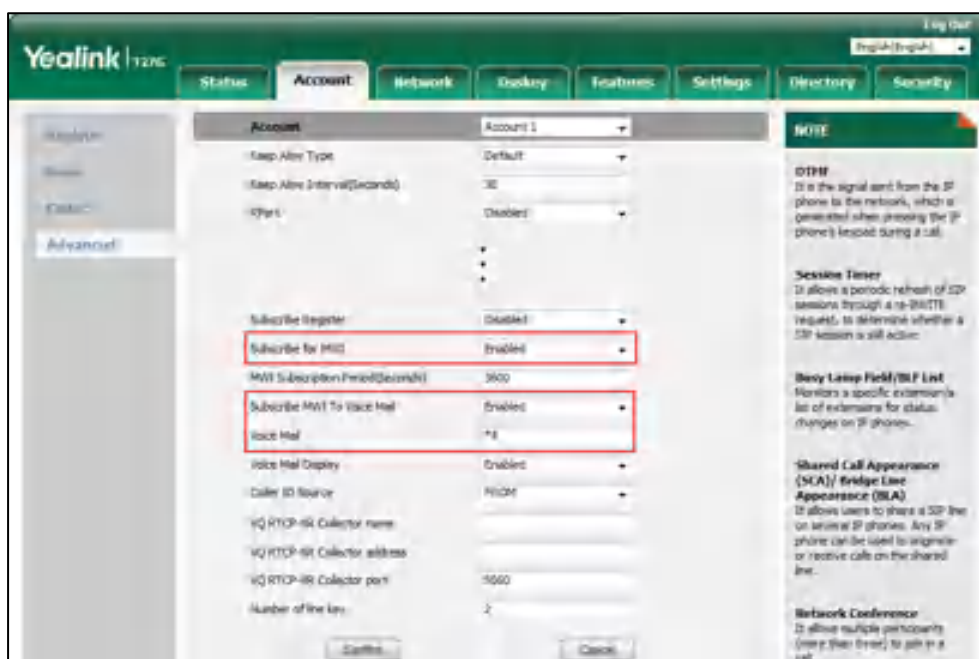 Log Out
English(English)
Yealink
Status Account Network Dsskey Features Settings Directory Security
Register
Basic
Codec
Advanced
Account Account 1
Keep Alive Type Default
Keep Alive Interval(Seconds) 30
RPort Disabled
Subscribe Register Disabled
Subscribe for MWI Enabled
MWI Subscription Period(Seconds) 3600
Subscribe MWI To Voice Mail Enabled
Voice Mail
Voice Mail Display Enabled
Caller ID Source FROM
VQ RTCP-XR Collector name
VQ RTCP-XR Collector address
VQ RTCP-XR Collector port 5060
Number of line key 2
Confirm Cancel
NOTE
DTMF
It is the signal sent from the IP
phone to the network, which is
generated when pressing the IP
phone's keypad during a call.
Session Timer
It allows a periodic refresh of SIP
sessions through a re-INVITE
request, to determine whether a
SIP session is still active.
Busy Lamp Field/BLF List
Monitors a specific extension/a
list of extensions for status
changes on IP phones.
Shared Call Appearance
(SCA)/ Bridge Line
Appearance (BLA)
It allows users to share a SIP line
on several IP phones. Any IP
phone can be used to originate
or receive calls on the shared
line.
Network Conference
It allows multiple participants
(more than three) to join in a
call.